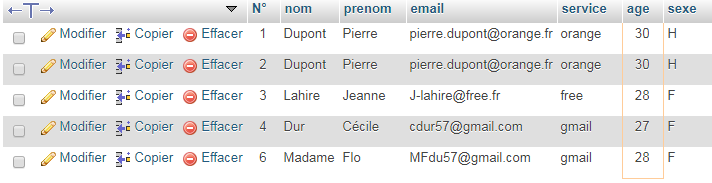 N° nom prenom email service age sexe
Modifier Copier Effacer 1 Dupont Pierre pierre.dupont@orange.fr orange 30 H
Modifier Copier Effacer 2 Dupont Pierre pierre.dupont@orange.fr orange 30 H
Modifier Copier Effacer 3 Lahire Jeanne J-lahire@free.fr free 28 F
Modifier Copier Effacer 4 Dur Cécile cdur57@gmail.com gmail 27 F
Modifier Copier Effacer 6 Madame Flo MFdu57@gmail.com gmail 28 F